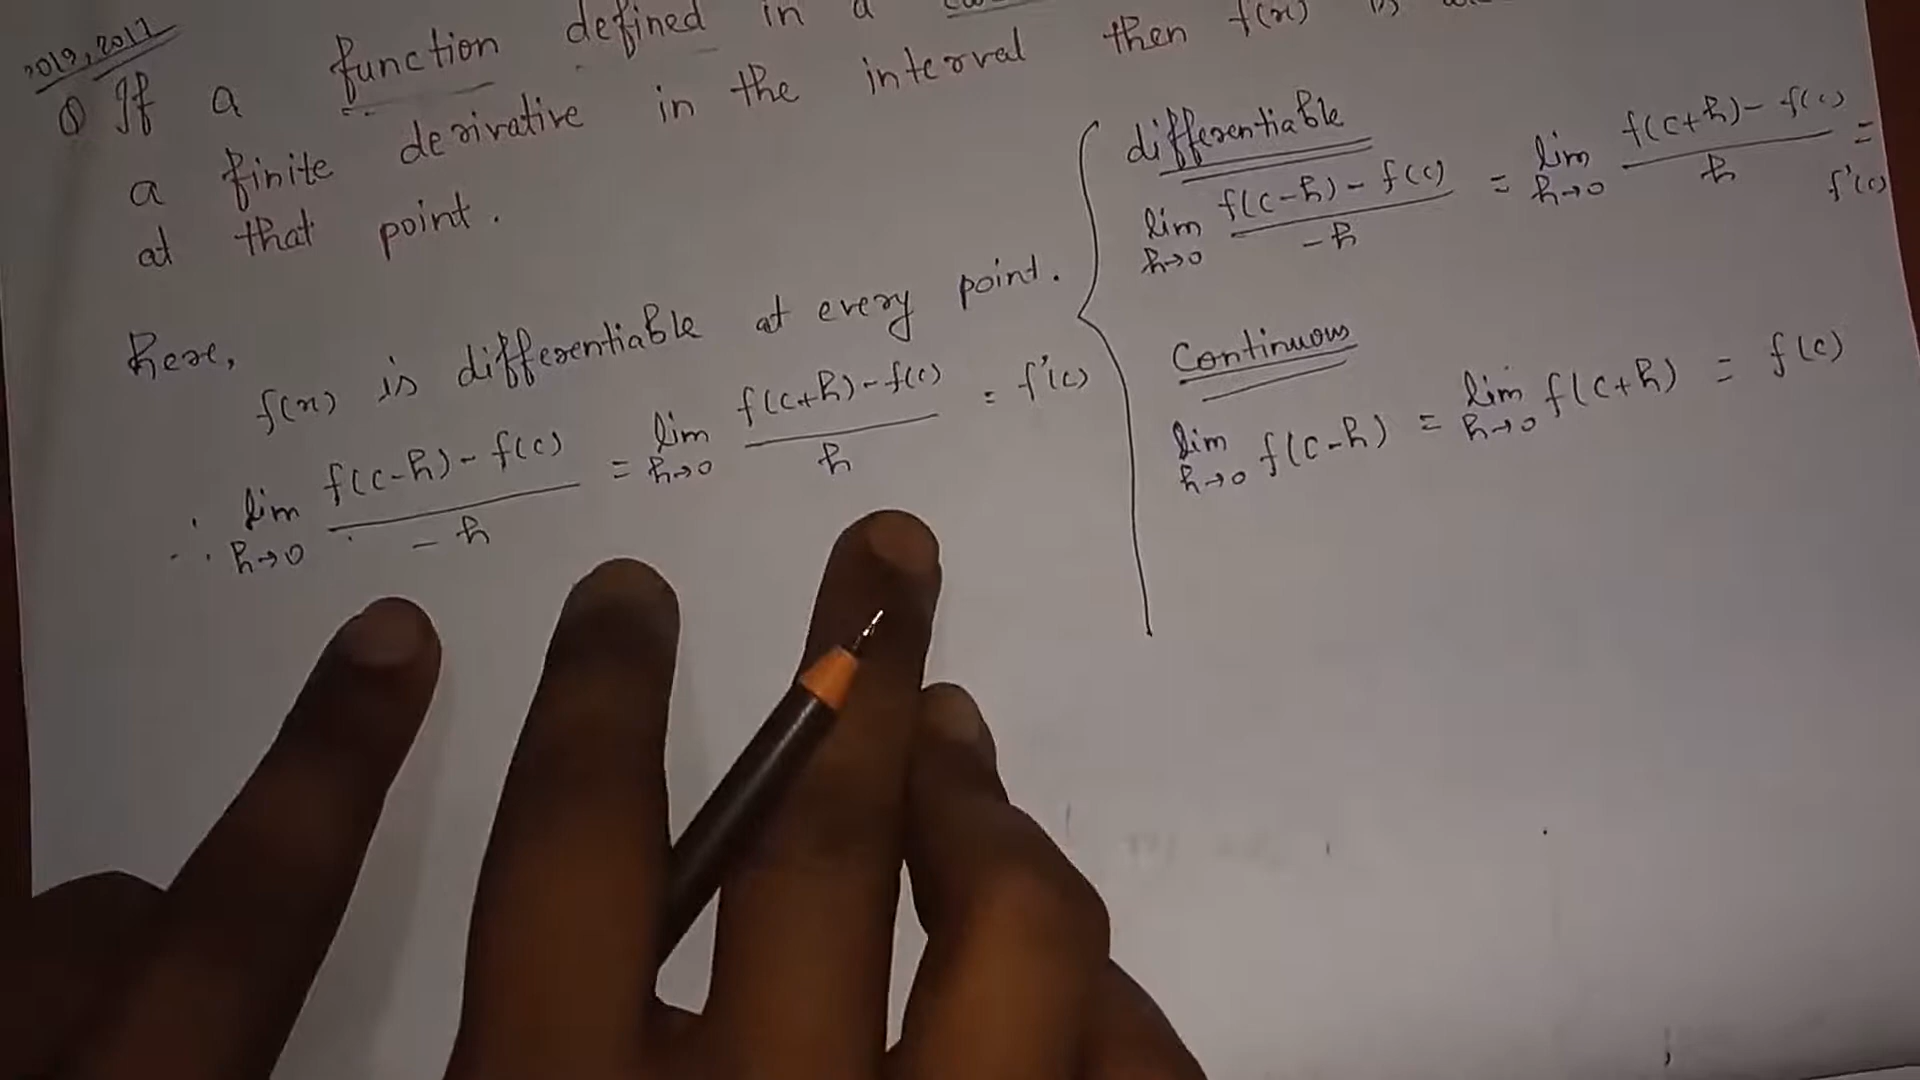 2019, 2017
Q If a function defined in a
a finite derivative in the interval then f(x) is
at that point.
here,
f(x) is differentiable at every point.
∴ lim h→0 f(c-h) - f(c) / -h = lim h→0 f(c+h) - f(c) / h = f'(c)
differentiable
lim h→0 f(c-h) - f(c) / -h = lim h→0 f(c+h) - f(c) / h = f'(c)
Continuous
lim h→0 f(c-h) = lim h→0 f(c+h) = f(c)